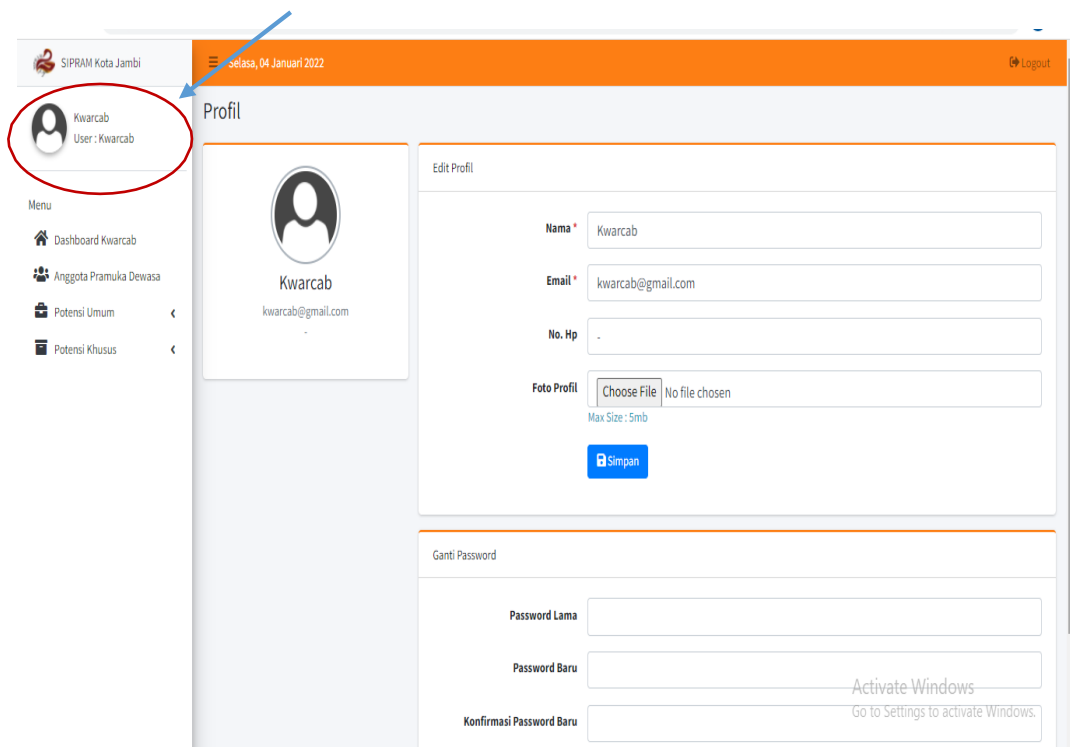 SIPRAM Kota Jambi
Selasa, 04 Januari 2022
Logout
Kwarcab
User : Kwarcab
Menu
Dashboard Kwarcab
Anggota Pramuka Dewasa
Potensi Umum
Potensi Khusus
Profil
Kwarcab
kwarcab@gmail.com
-
Edit Profil
Nama * Kwarcab
Email * kwarcab@gmail.com
No. Hp -
Foto Profil Choose File No file chosen
Max Size : 5mb
Simpan
Ganti Password
Password Lama
Password Baru
Konfirmasi Password Baru
Activate Windows
Go to Settings to activate Windows.